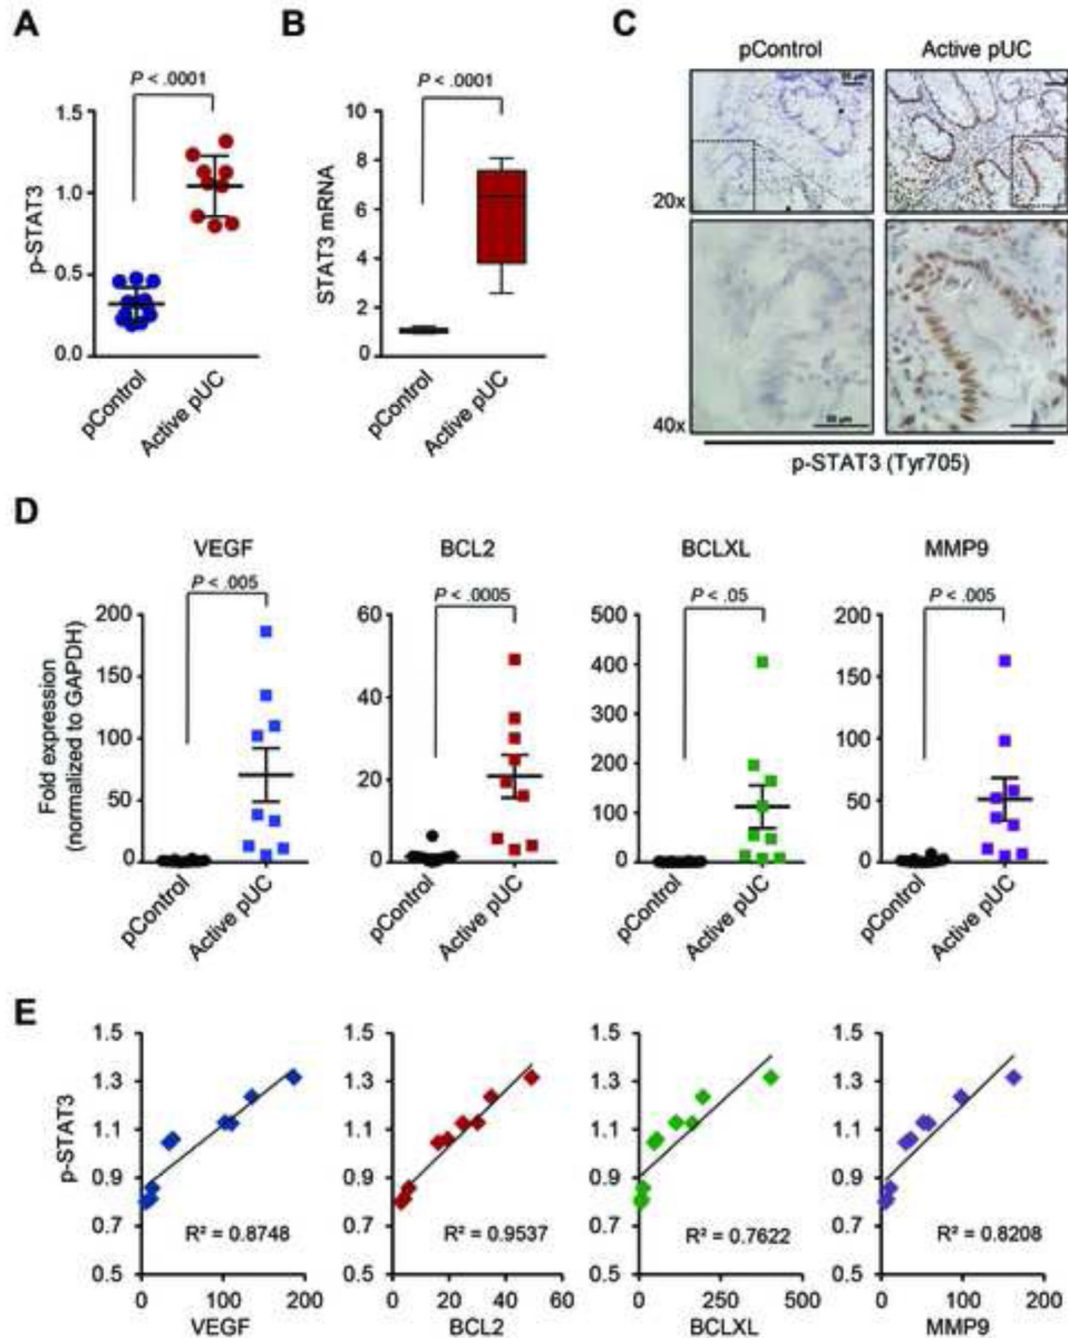 A
P < .0001
p-STAT3
1.5
1.0
0.5
0.0
pControl
Active pUC
B
P < .0001
STAT3 mRNA
10
8
6
4
2
0
pControl
Active pUC
C
pControl
Active pUC
20x
40x
p-STAT3 (Tyr705)
D
Fold expression
(normalized to GAPDH)
VEGF
P < .005
200
150
100
50
0
pControl
Active pUC
BCL2
P < .0005
60
40
20
0
pControl
Active pUC
BCLXL
P < .05
500
400
300
200
100
0
pControl
Active pUC
MMP9
P < .005
200
150
100
50
0
pControl
Active pUC
E
p-STAT3
1.5
1.3
1.1
0.9
0.7
0.5
R² = 0.8748
0 100 200
VEGF
1.5
1.3
1.1
0.9
0.7
0.5
R² = 0.9537
0 20 40 60
BCL2
1.5
1.3
1.1
0.9
0.7
0.5
R² = 0.7622
0 250 500
BCLXL
1.5
1.3
1.1
0.9
0.7
0.5
R² = 0.8208
0 100 200
MMP9